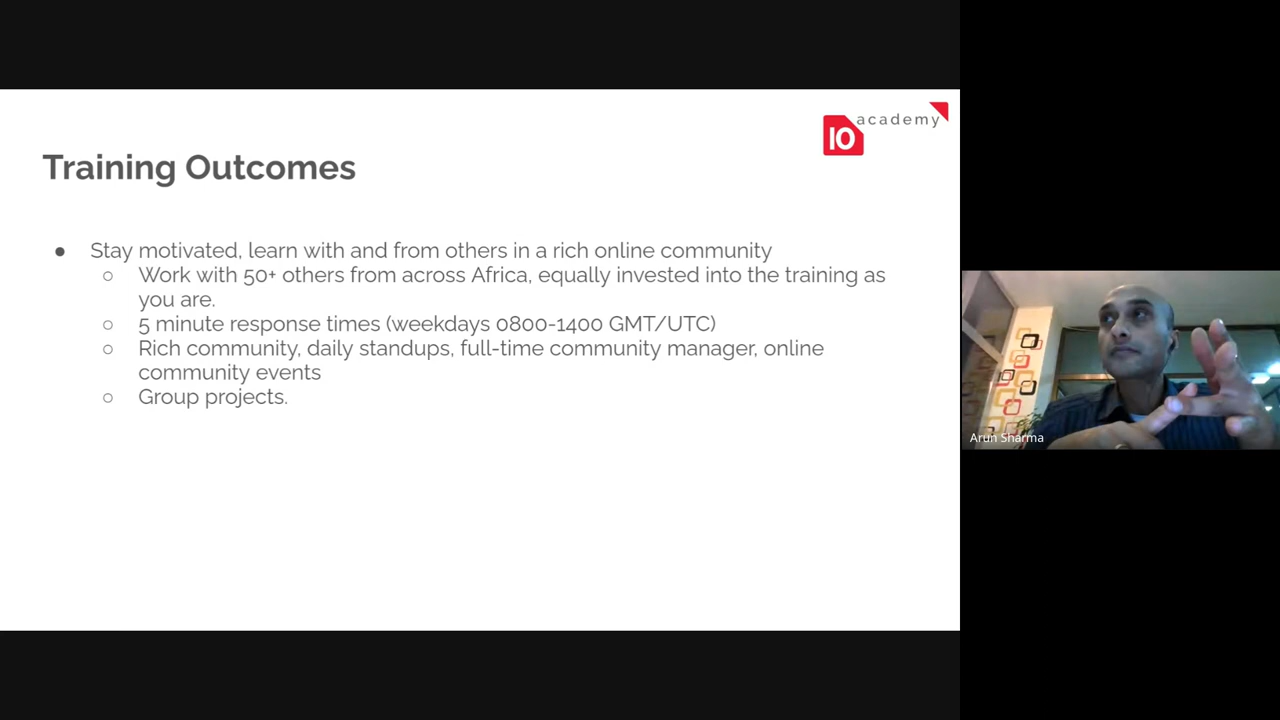 10 academy
Training Outcomes
● Stay motivated, learn with and from others in a rich online community
○ Work with 50+ others from across Africa, equally invested into the training as
you are.
○ 5 minute response times (weekdays 0800-1400 GMT/UTC)
○ Rich community, daily standups, full-time community manager, online
community events
○ Group projects.
Arun Sharma